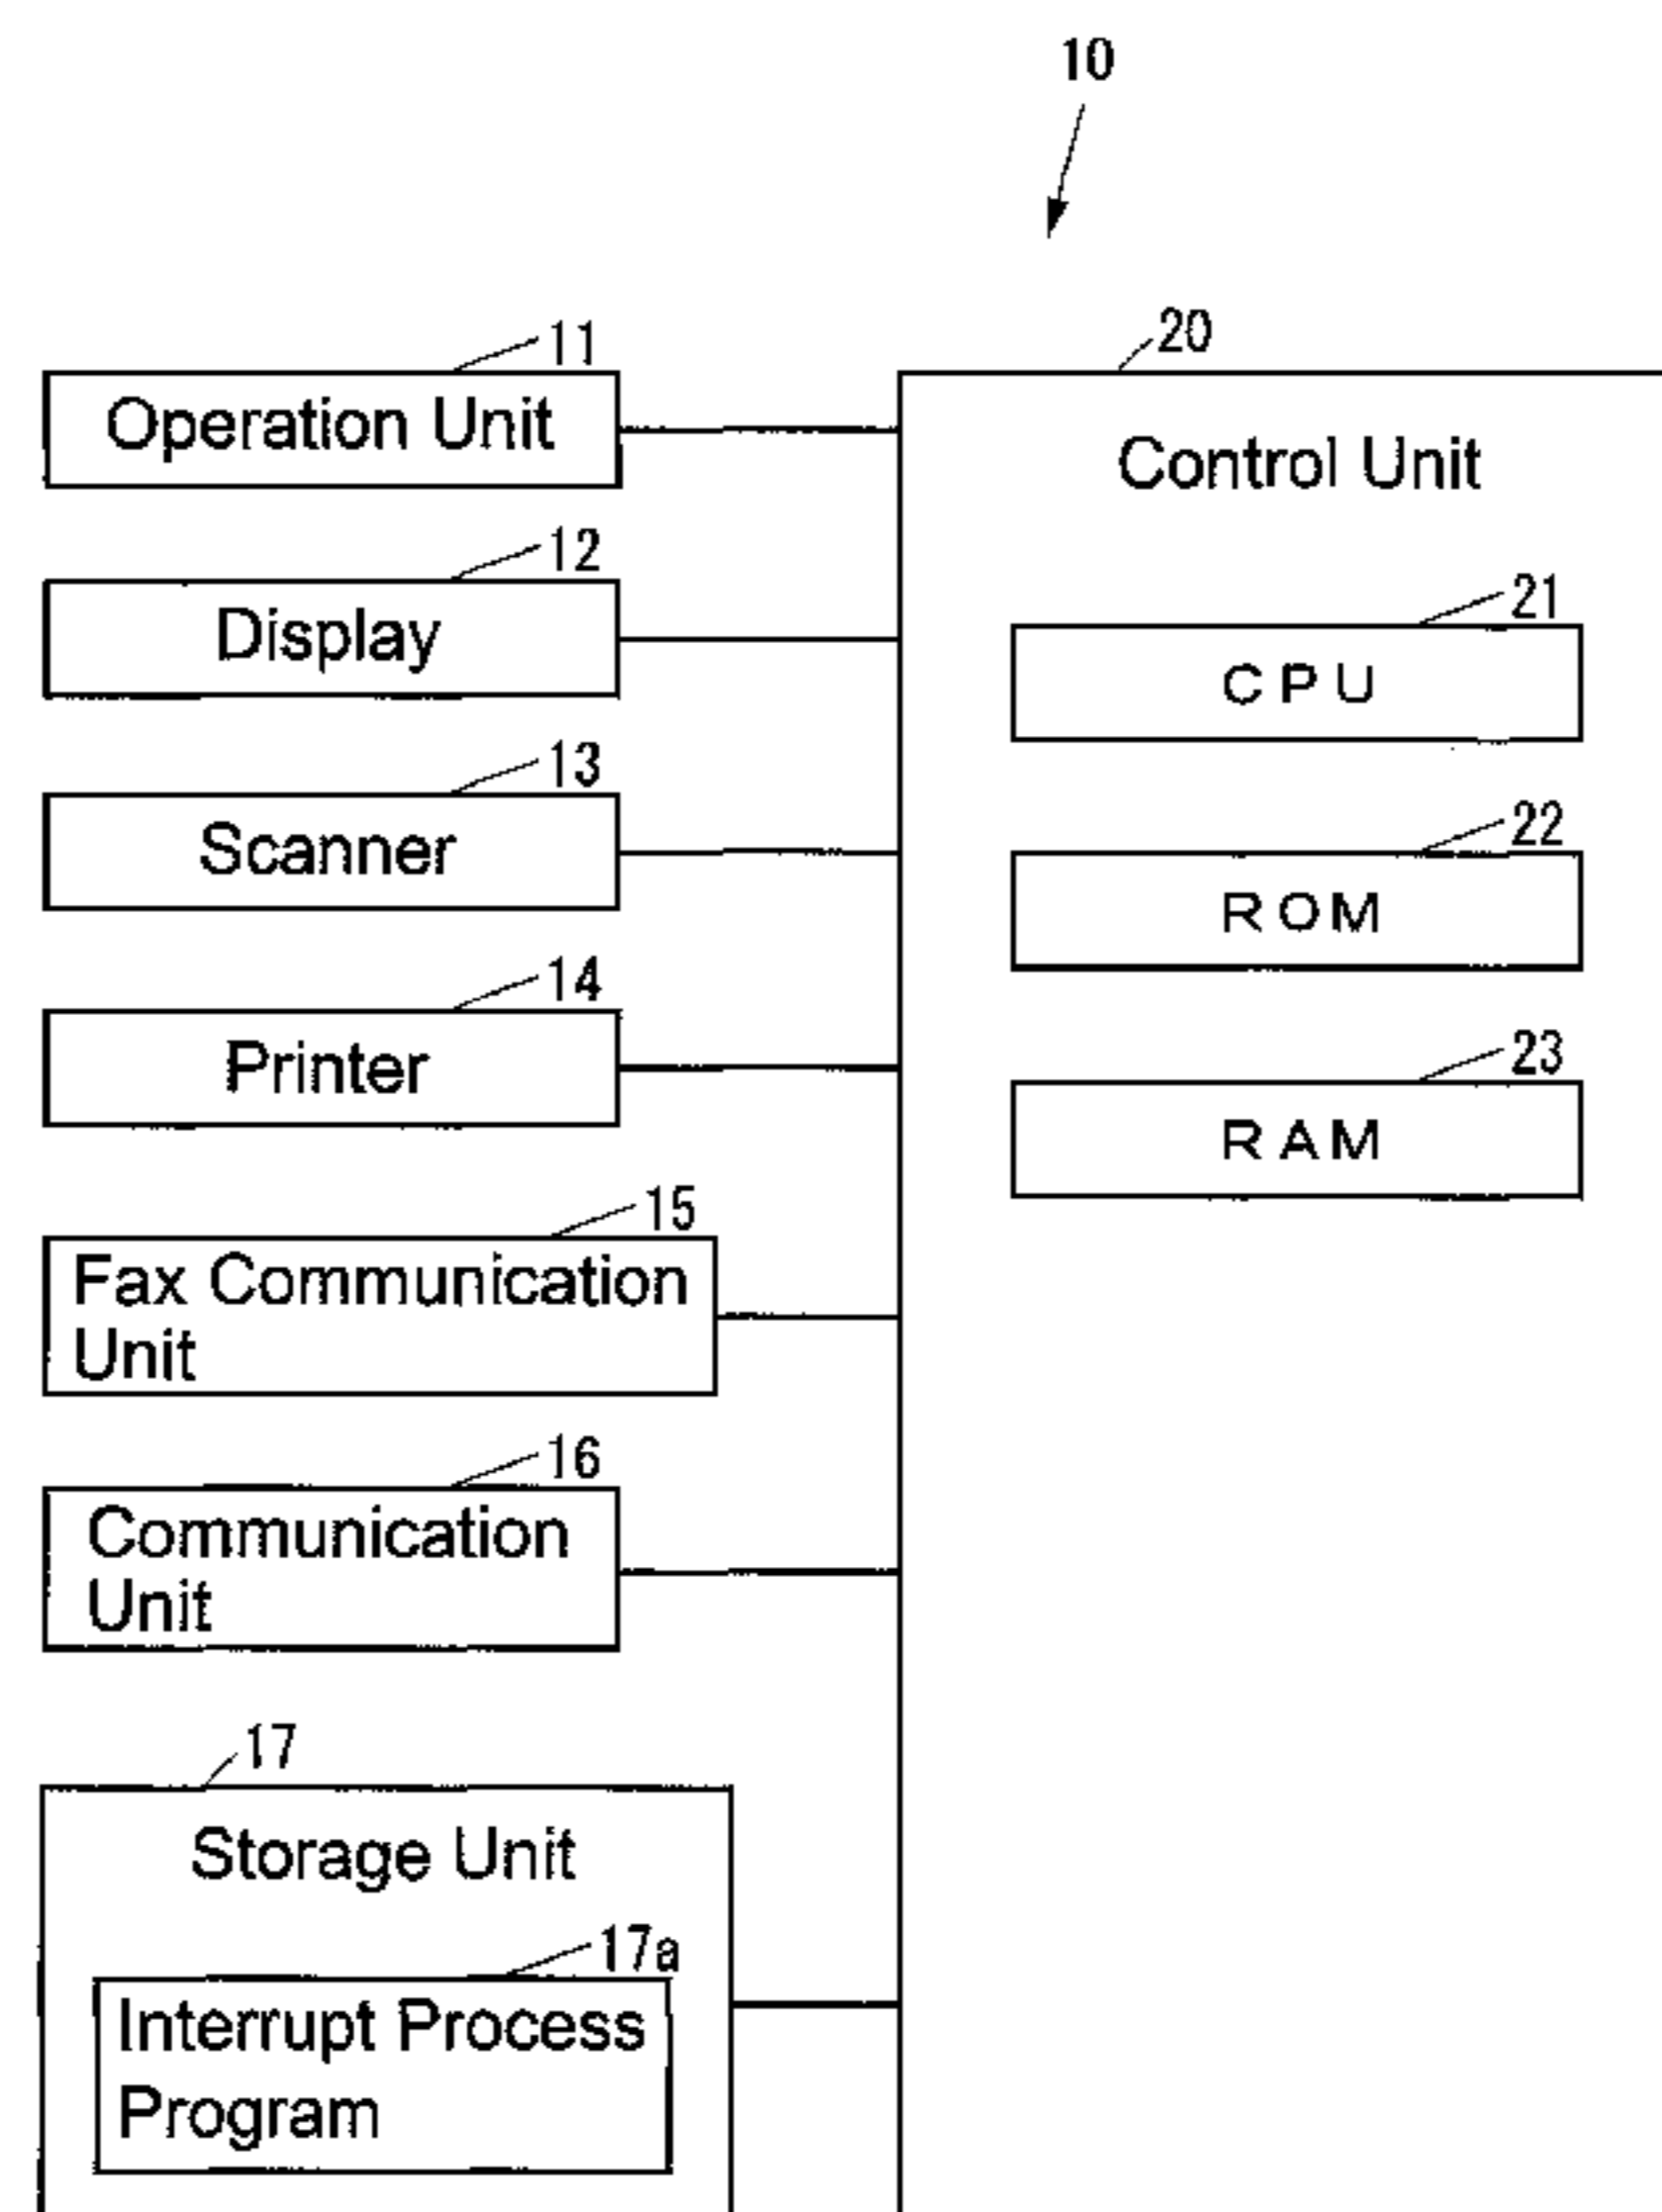 10
11
Operation Unit
12
Display
13
Scanner
14
Printer
15
Fax Communication
Unit
16
Communication
Unit
17
Storage Unit
17a
Interrupt Process
Program
20
Control Unit
21
CPU
22
ROM
23
RAM